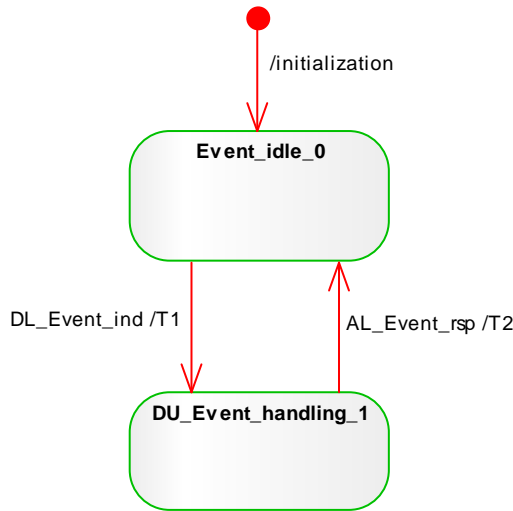 /initialization
Event_idle_0
DL_Event_ind /T1
AL_Event_rsp /T2
DU_Event_handling_1